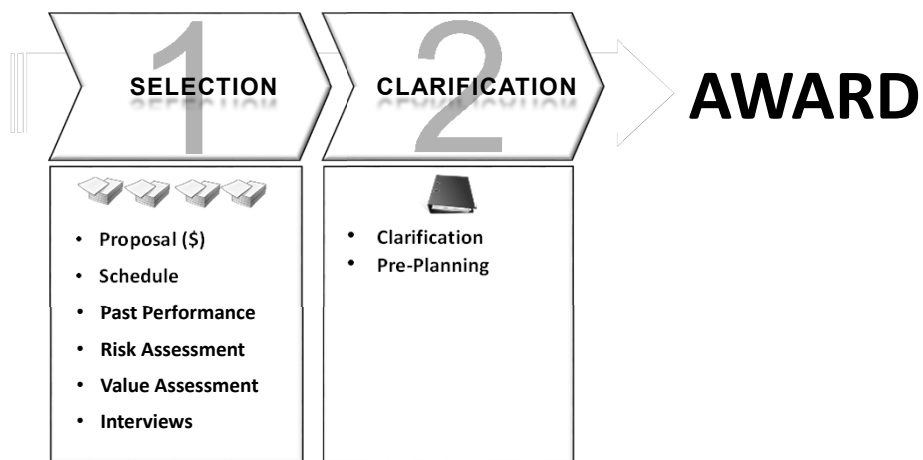 1
SELECTION
2
CLARIFICATION
AWARD
• Proposal ($)
• Schedule
• Past Performance
• Risk Assessment
• Value Assessment
• Interviews
• Clarification
• Pre-Planning